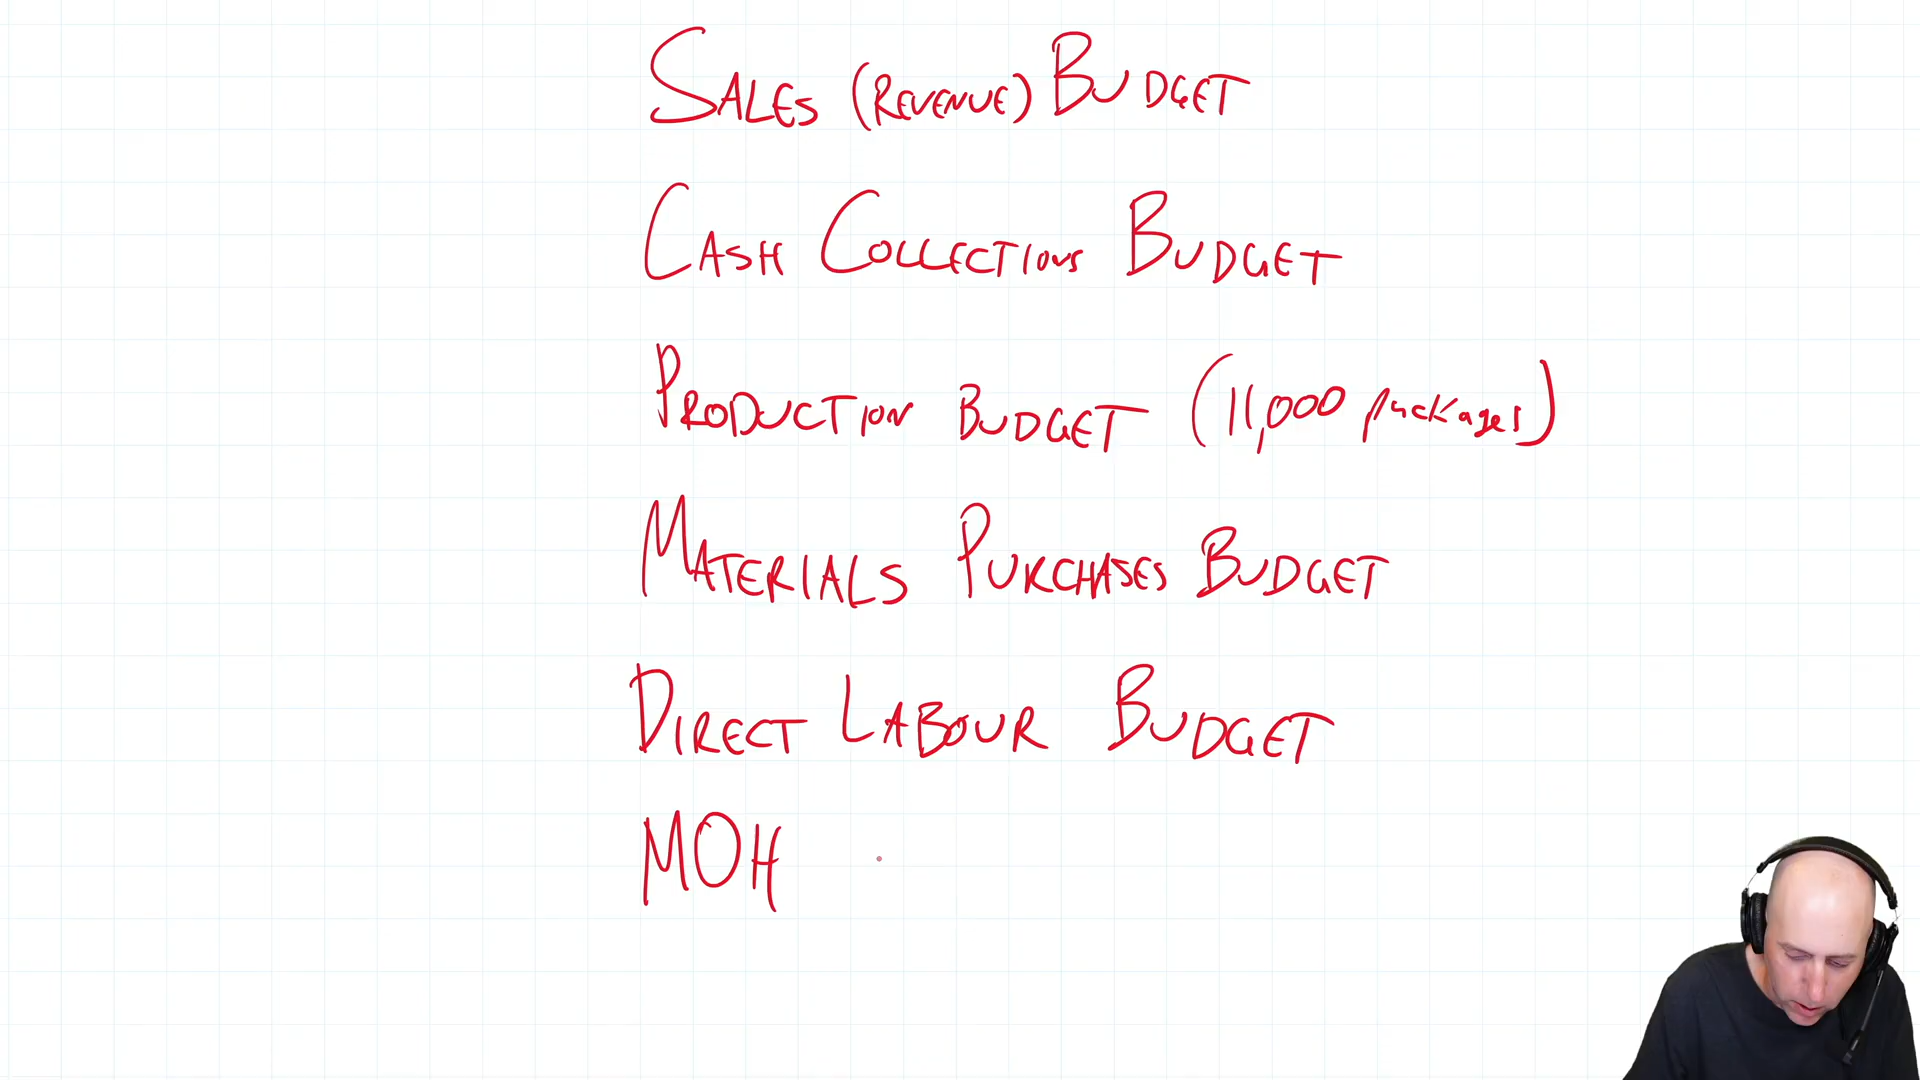 SALES (REVENUE) BUDGET
CASH COLLECTIONS BUDGET
PRODUCTION BUDGET (11,000 packages)
MATERIALS PURCHASES BUDGET
DIRECT LABOUR BUDGET
MOH